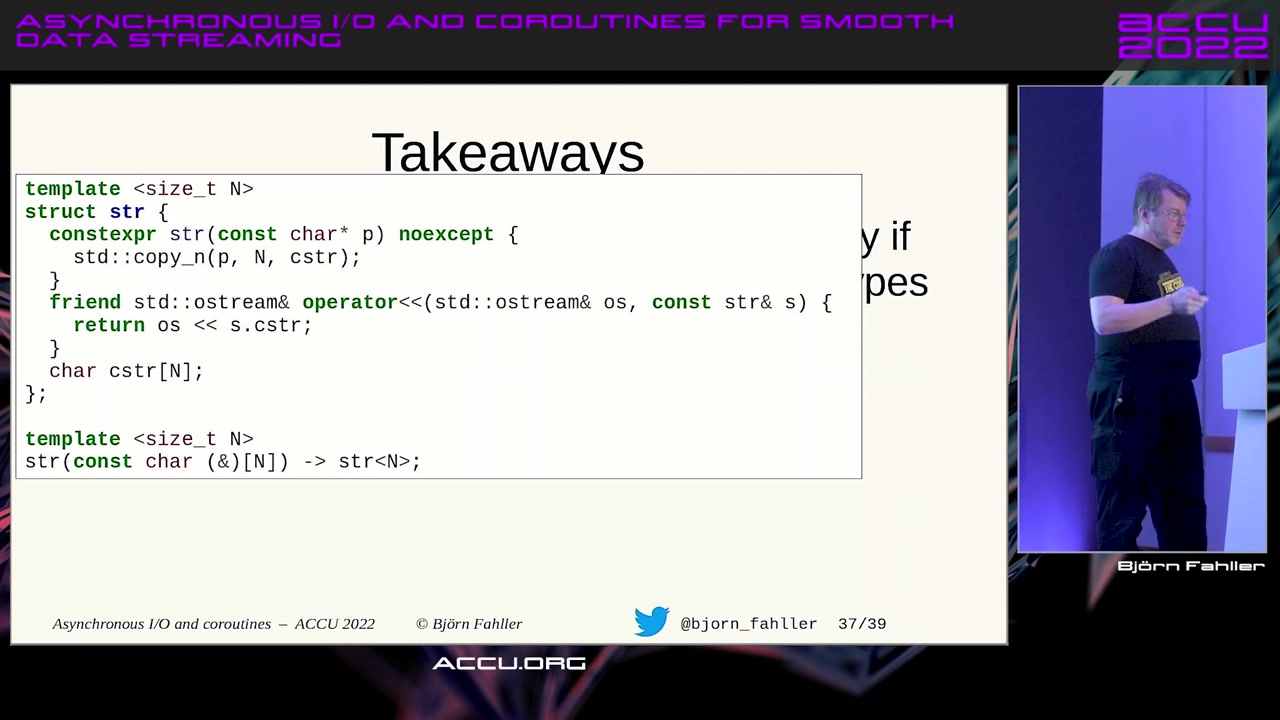 ASYNCHRONOUS I/O AND COROUTINES FOR SMOOTH
DATA STREAMING
ACCU
2022
Takeaways
y if
ypes
template <size_t N>
struct str {
  constexpr str(const char* p) noexcept {
    std::copy_n(p, N, cstr);
  }
  friend std::ostream& operator<<(std::ostream& os, const str& s) {
    return os << s.cstr;
  }
  char cstr[N];
};
template <size_t N>
str(const char (&)[N]) -> str<N>;
Asynchronous I/O and coroutines – ACCU 2022
© Björn Fahller
@bjorn_fahller
37/39
Björn Fahller
ACCU.ORG